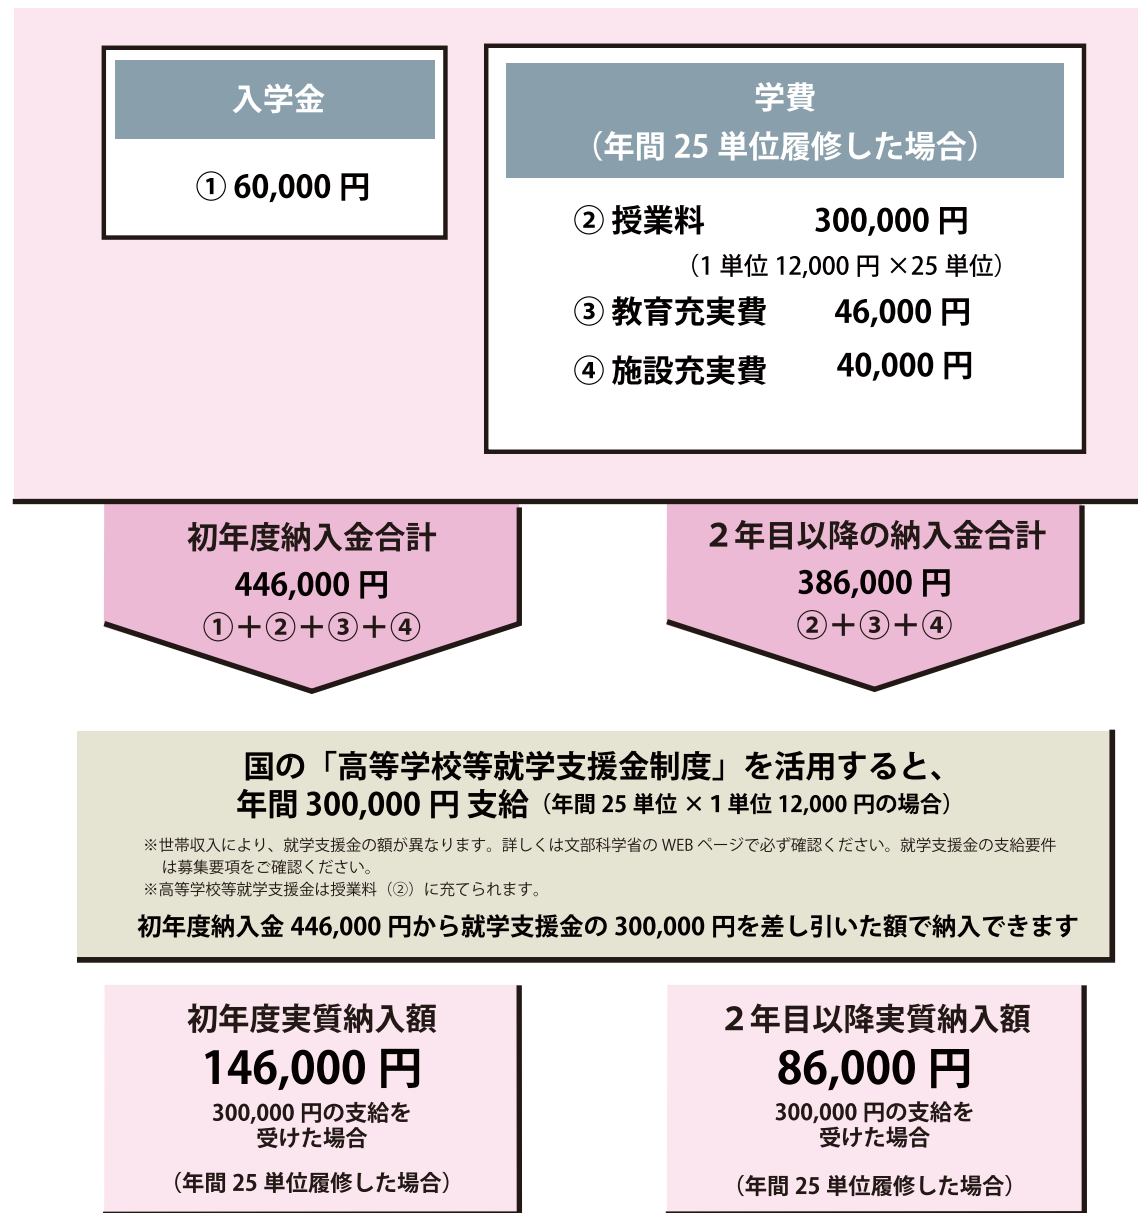 入学金
① 60,000 円
学費
（年間 25 単位履修した場合）
② 授業料 300,000 円
（1 単位 12,000 円 ×25 単位）
③ 教育充実費 46,000 円
④ 施設充実費 40,000 円
初年度納入金合計
446,000 円
①＋②＋③＋④
２年目以降の納入金合計
386,000 円
②＋③＋④
国の「高等学校等就学支援金制度」を活用すると、
年間 300,000 円 支給（年間 25 単位 × 1 単位 12,000 円の場合）
※世帯収入により、就学支援金の額が異なります。詳しくは文部科学省の WEB ページで必ず確認ください。就学支援金の支給要件
は募集要項をご確認ください。
※高等学校等就学支援金は授業料（②）に充てられます。
初年度納入金 446,000 円から就学支援金の 300,000 円を差し引いた額で納入できます
初年度実質納入額
146,000 円
300,000 円の支給を
受けた場合
（年間 25 単位履修した場合）
２年目以降実質納入額
86,000 円
300,000 円の支給を
受けた場合
（年間 25 単位履修した場合）